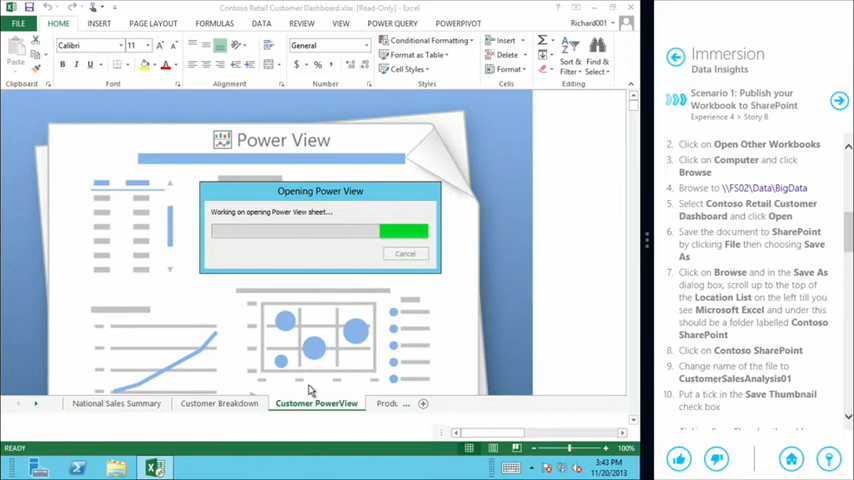 Contoso Retail Customer Dashboard.xlsx [Read-Only] - Excel
FILE HOME INSERT PAGE LAYOUT FORMULAS DATA REVIEW VIEW POWER QUERY POWERPIVOT Richard001
Paste
Calibri 11
B I U
General
$ % ,
Conditional Formatting
Format as Table
Cell Styles
Insert
Delete
Format
Sort &
Filter
Find &
Select
Clipboard Font Alignment Number Styles Cells Editing
Power View
Opening Power View
Working on opening Power View sheet...
Cancel
National Sales Summary Customer Breakdown Customer PowerView Produ ...
READY 100%
3:43 PM
11/20/2013
Immersion
Data Insights
Scenario 1: Publish your
Workbook to SharePoint
Experience 4 > Story B
2. Click on Open Other Workbooks
3. Click on Computer and click
Browse
4. Browse to \\FS02\Data\BigData
5. Select Contoso Retail Customer
Dashboard and click Open
6. Save the document to SharePoint
by clicking File then choosing Save
As
7. Click on Browse and in the Save As
dialog box, scroll up to the top of
the Location List on the left till you
see Microsoft Excel and under this
should be a folder labelled Contoso
SharePoint
8. Click on Contoso SharePoint
9. Change name of the file to
CustomerSalesAnalysis01
10. Put a tick in the Save Thumbnail
check box